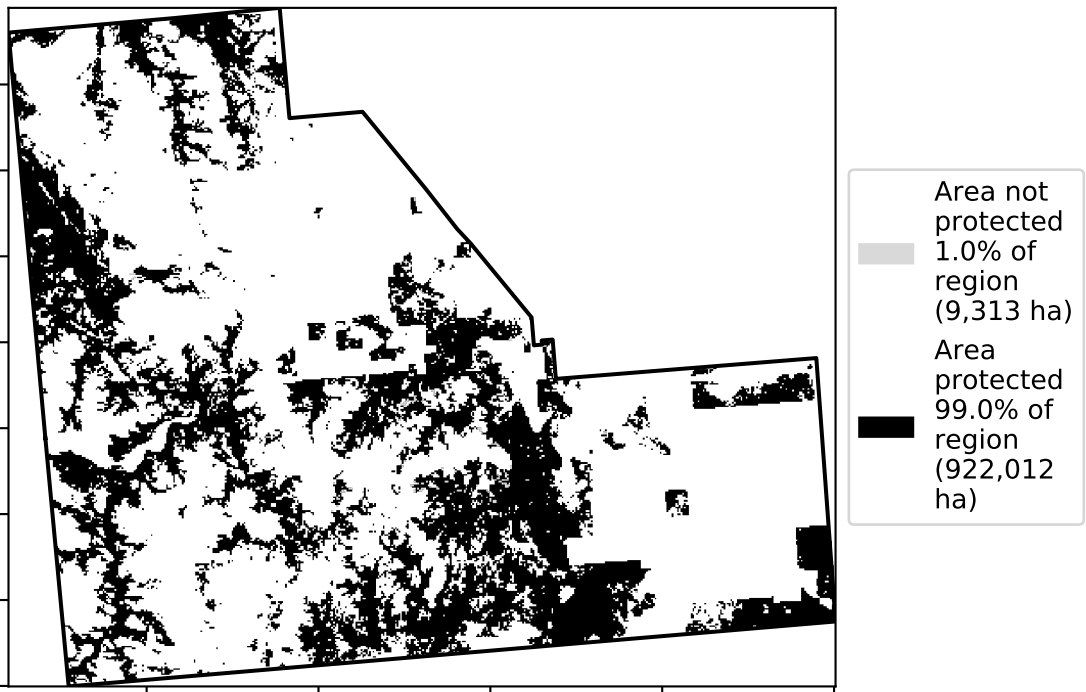 Area not
protected
1.0% of
region
(9,313 ha)
Area
protected
99.0% of
region
(922,012
ha)